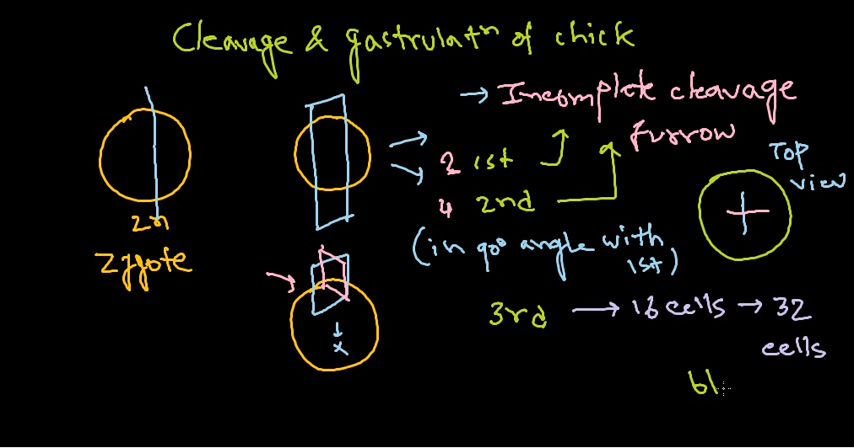 Cleavage & gastrulatⁿ of chick
→ Incomplete cleavage
furrow
2 1st
4 2nd
(in 90° angle with
1st)
Top
view
2n
Zygote
x
3rd → 16 cells → 32
cells
bl